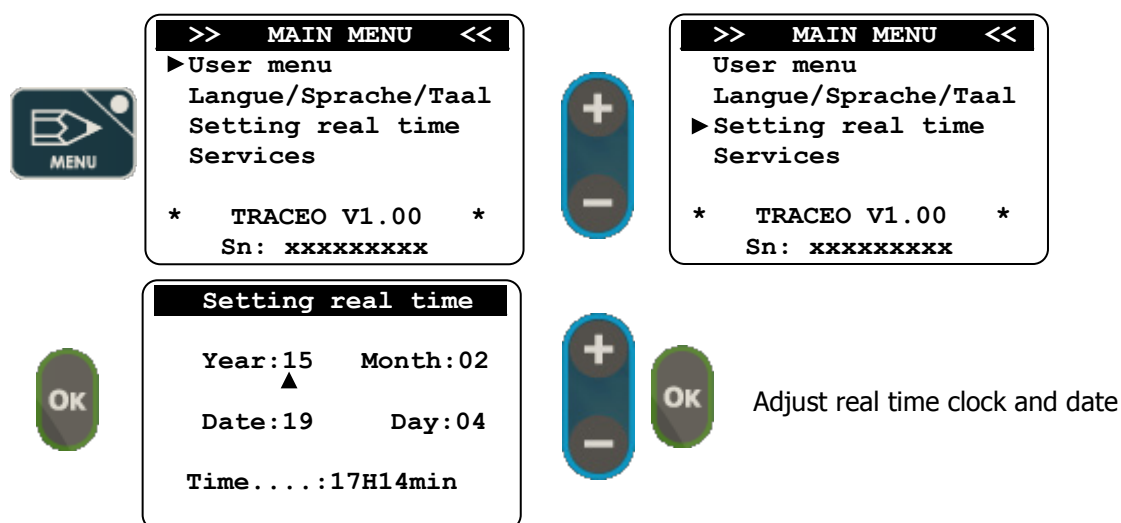 MENU
>> MAIN MENU <<
►User menu
Langue/Sprache/Taal
Setting real time
Services
* TRACEO V1.00 *
Sn: xxxxxxxxx
+
−
>> MAIN MENU <<
User menu
Langue/Sprache/Taal
►Setting real time
Services
* TRACEO V1.00 *
Sn: xxxxxxxxx
OK
Setting real time
Year:15 Month:02
▲
Date:19 Day:04
Time....:17H14min
+
−
OK
Adjust real time clock and date